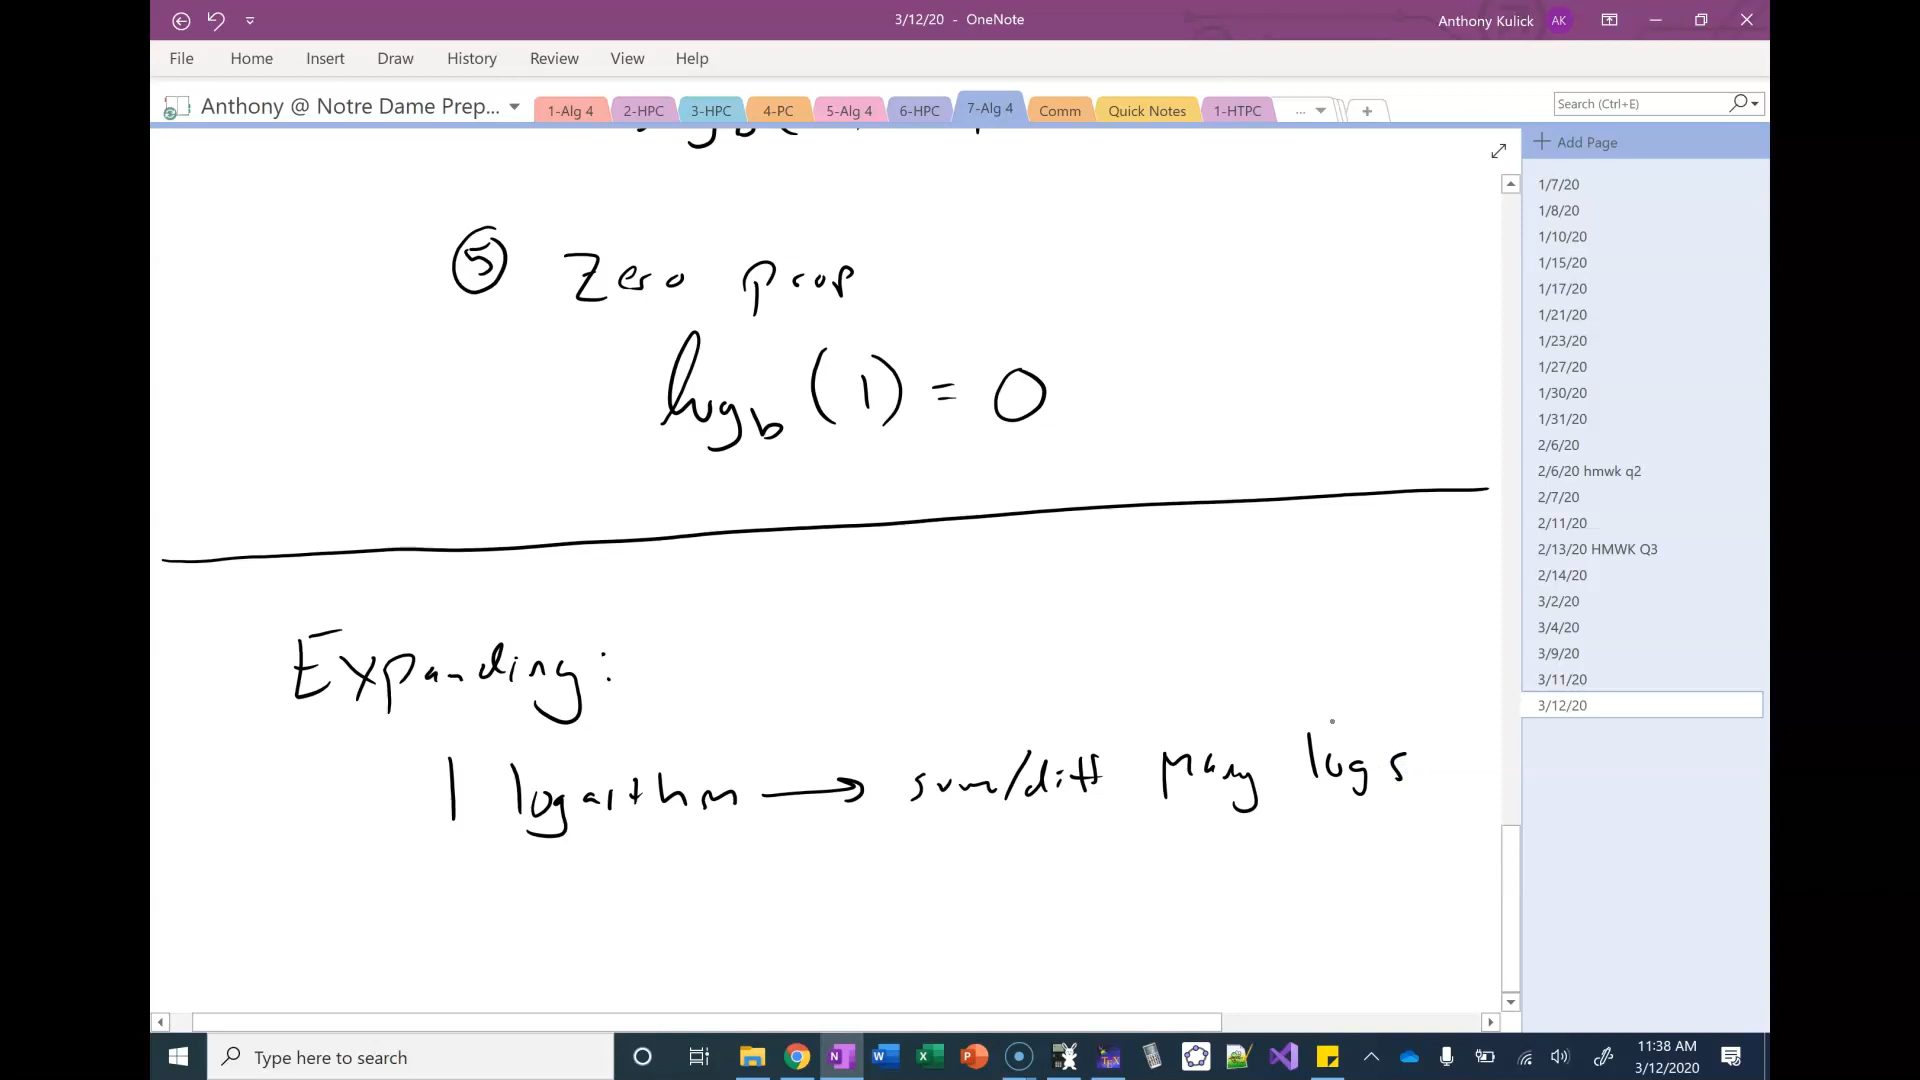 3/12/20 - OneNote
Anthony Kulick AK
File Home Insert Draw History Review View Help
Anthony @ Notre Dame Prep... 1-Alg 4 2-HPC 3-HPC 4-PC 5-Alg 4 6-HPC 7-Alg 4 Comm Quick Notes 1-HTPC ... +
Search (Ctrl+E)
Add Page
1/7/20
1/8/20
1/10/20
1/15/20
1/17/20
1/21/20
1/23/20
1/27/20
1/30/20
1/31/20
2/6/20
2/6/20 hmwk q2
2/7/20
2/11/20
2/13/20 HMWK Q3
2/14/20
3/2/20
3/4/20
3/9/20
3/11/20
3/12/20
⑤ Zero prop
log_b (1) = 0
Expanding:
1 logarithm → sum/diff many logs
Type here to search
11:38 AM
3/12/2020